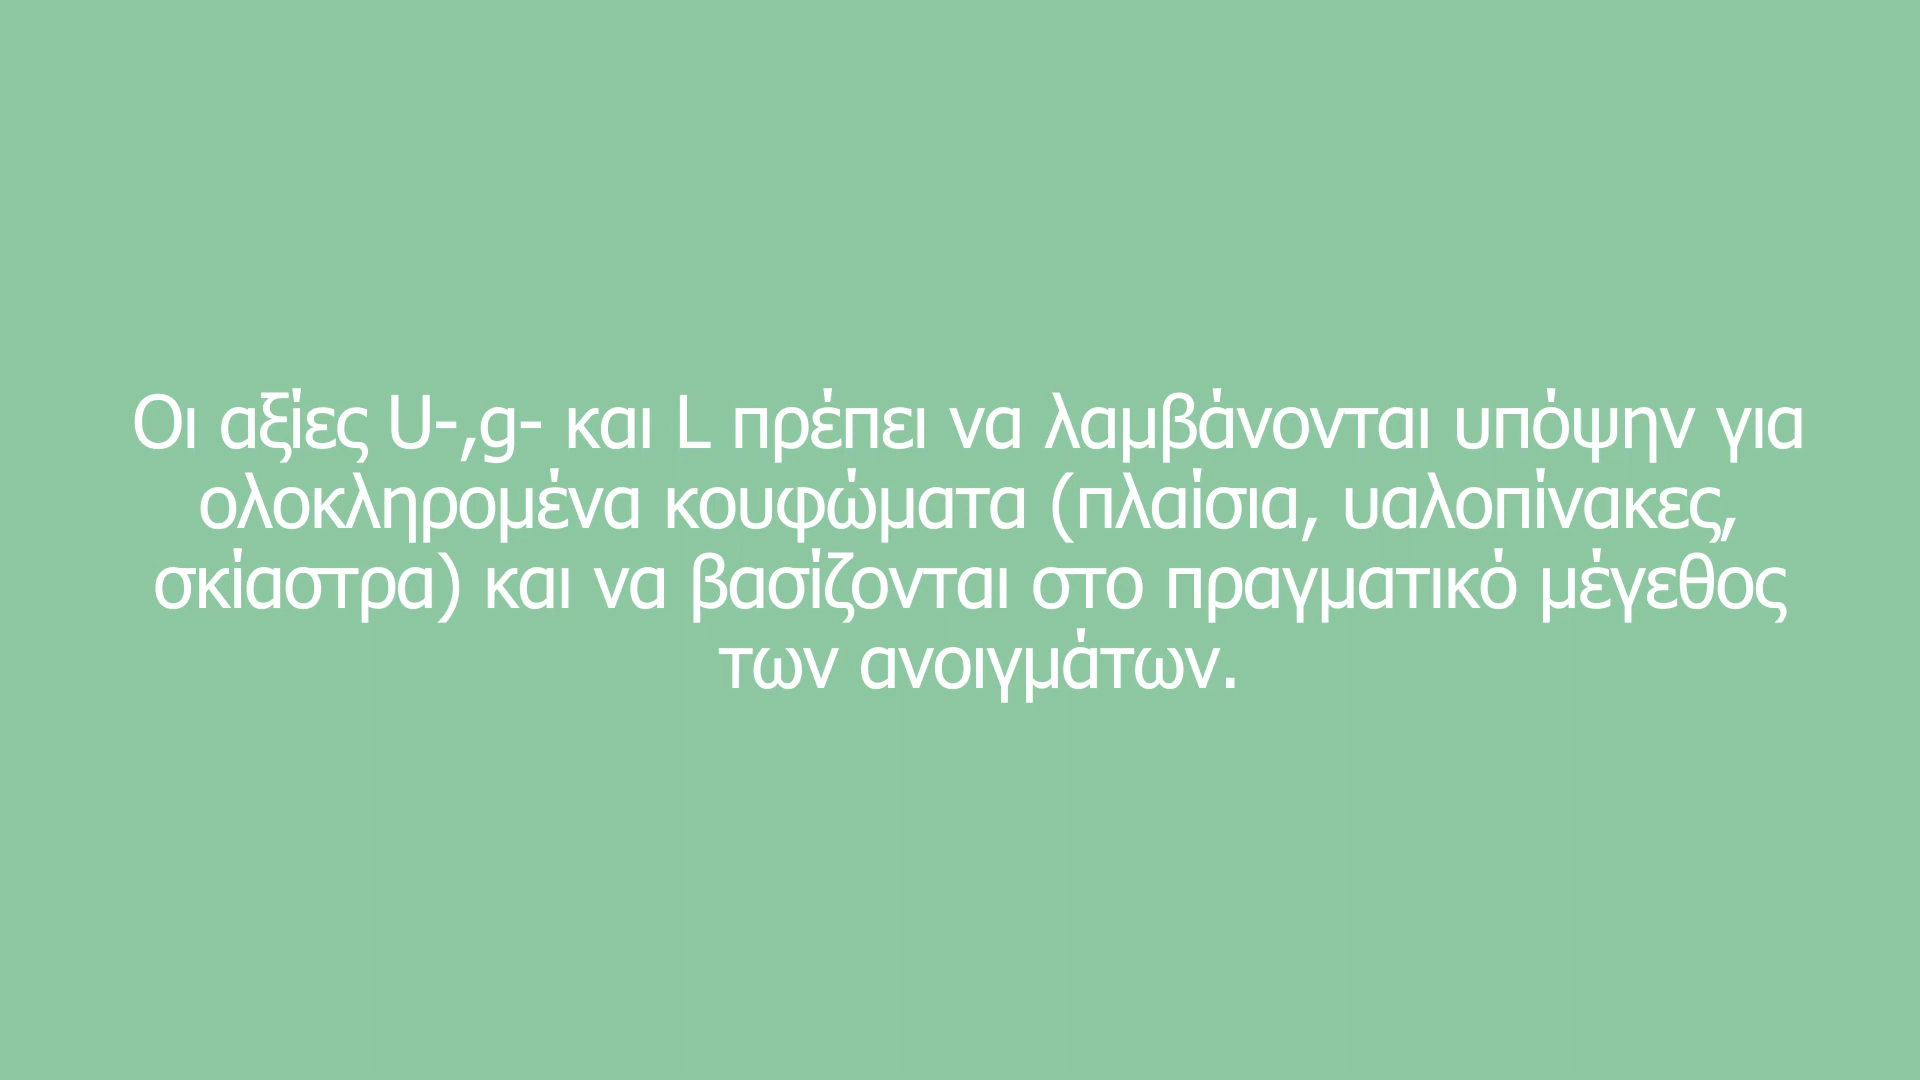 Οι αξίες U-,g- και L πρέπει να λαμβάνονται υπόψην για
ολοκληρομένα κουφώματα (πλαίσια, υαλοπίνακες,
σκίαστρα) και να βασίζονται στο πραγματικό μέγεθος
των ανοιγμάτων.